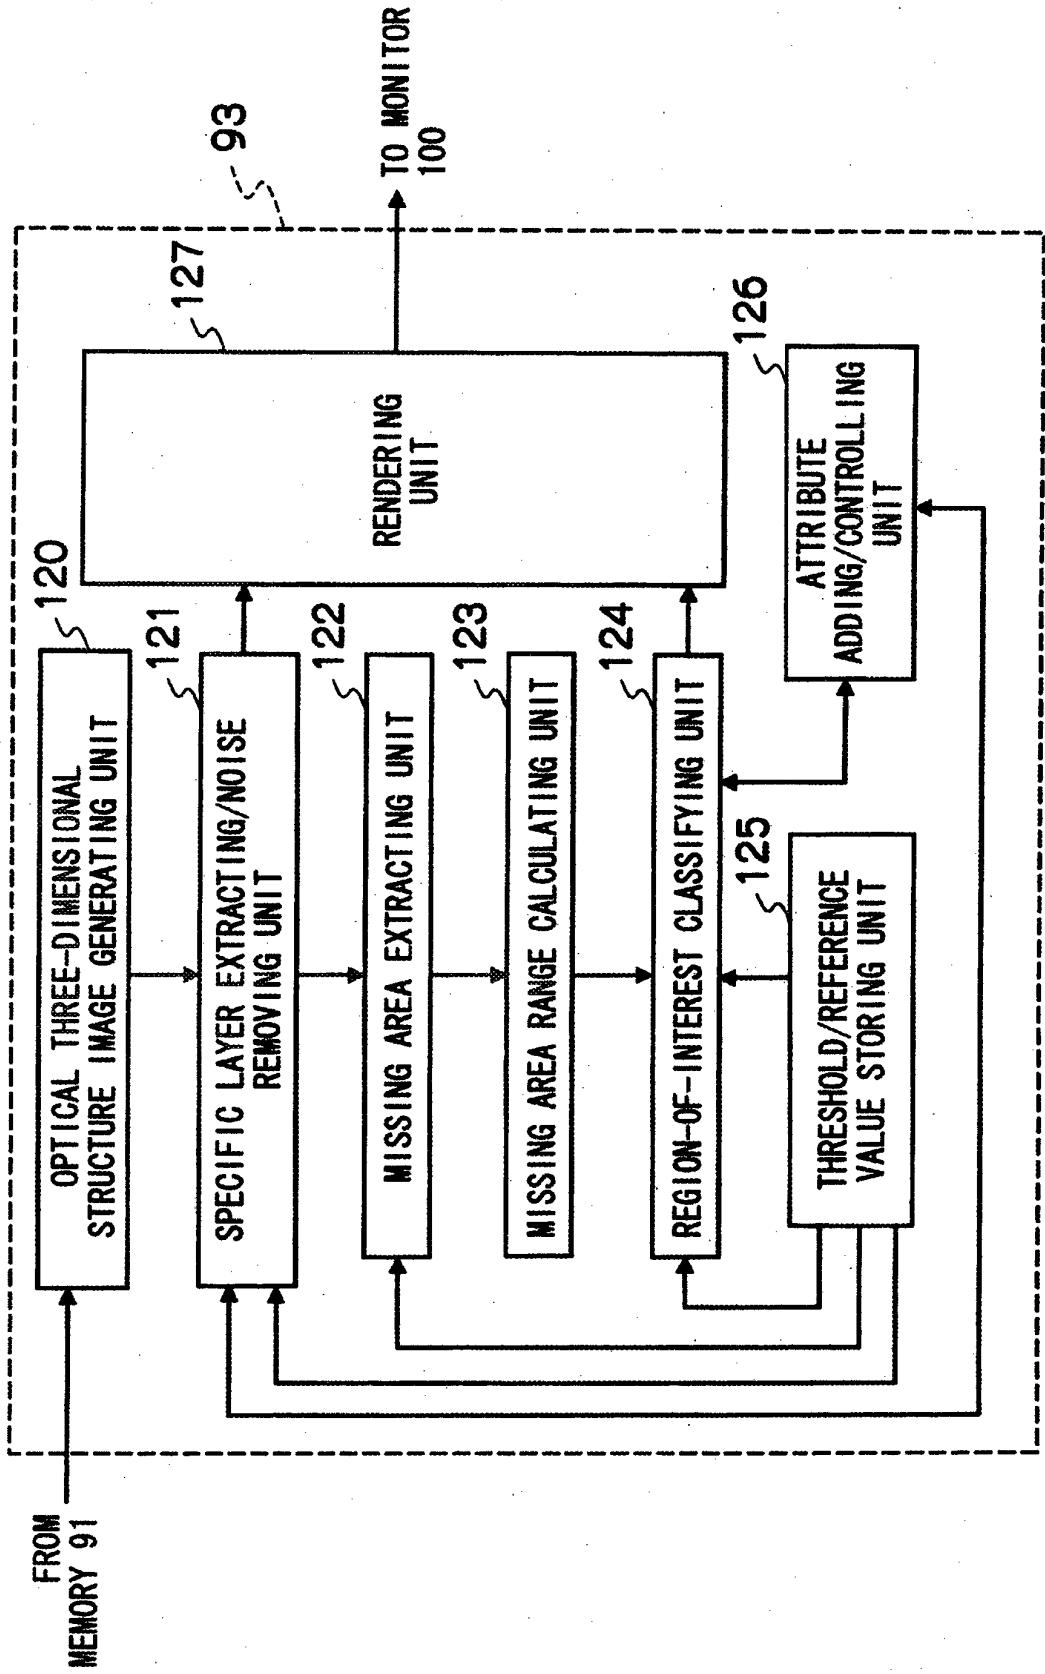 FROM
MEMORY 91
93
120
OPTICAL THREE-DIMENSIONAL
STRUCTURE IMAGE GENERATING UNIT
121
SPECIFIC LAYER EXTRACTING/NOISE
REMOVING UNIT
122
MISSING AREA EXTRACTING UNIT
123
MISSING AREA RANGE CALCULATING UNIT
124
REGION-OF-INTEREST CLASSIFYING UNIT
125
THRESHOLD/REFERENCE
VALUE STORING UNIT
126
ATTRIBUTE
ADDING/CONTROLLING
UNIT
127
RENDERING
UNIT
TO MONITOR
100